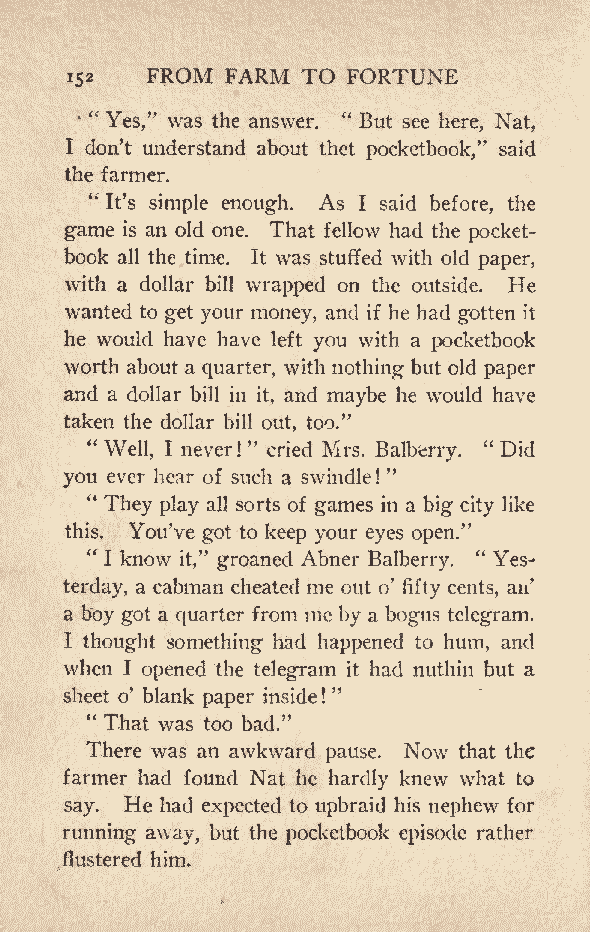 152 FROM FARM TO FORTUNE
“ Yes,” was the answer. “ But see here, Nat,
I don’t understand about thet pocketbook,” said
the farmer.
“ It’s simple enough. As I said before, the
game is an old one. That fellow had the pocket-
book all the time. It was stuffed with old paper,
with a dollar bill wrapped on the outside. He
wanted to get your money, and if he had gotten it
he would have have left you with a pocketbook
worth about a quarter, with nothing but old paper
and a dollar bill in it, and maybe he would have
taken the dollar bill out, too.”
“ Well, I never! ” cried Mrs. Balberry. “ Did
you ever hear of such a swindle! ”
“ They play all sorts of games in a big city like
this. You’ve got to keep your eyes open.”
“ I know it,” groaned Abner Balberry. “ Yes-
terday, a cabman cheated me out o’ fifty cents, an’
a boy got a quarter from me by a bogus telegram.
I thought something had happened to hum, and
when I opened the telegram it had nuthin but a
sheet o’ blank paper inside! ”
“ That was too bad.”
There was an awkward pause. Now that the
farmer had found Nat he hardly knew what to
say. He had expected to upbraid his nephew for
running away, but the pocketbook episode rather
flustered him.